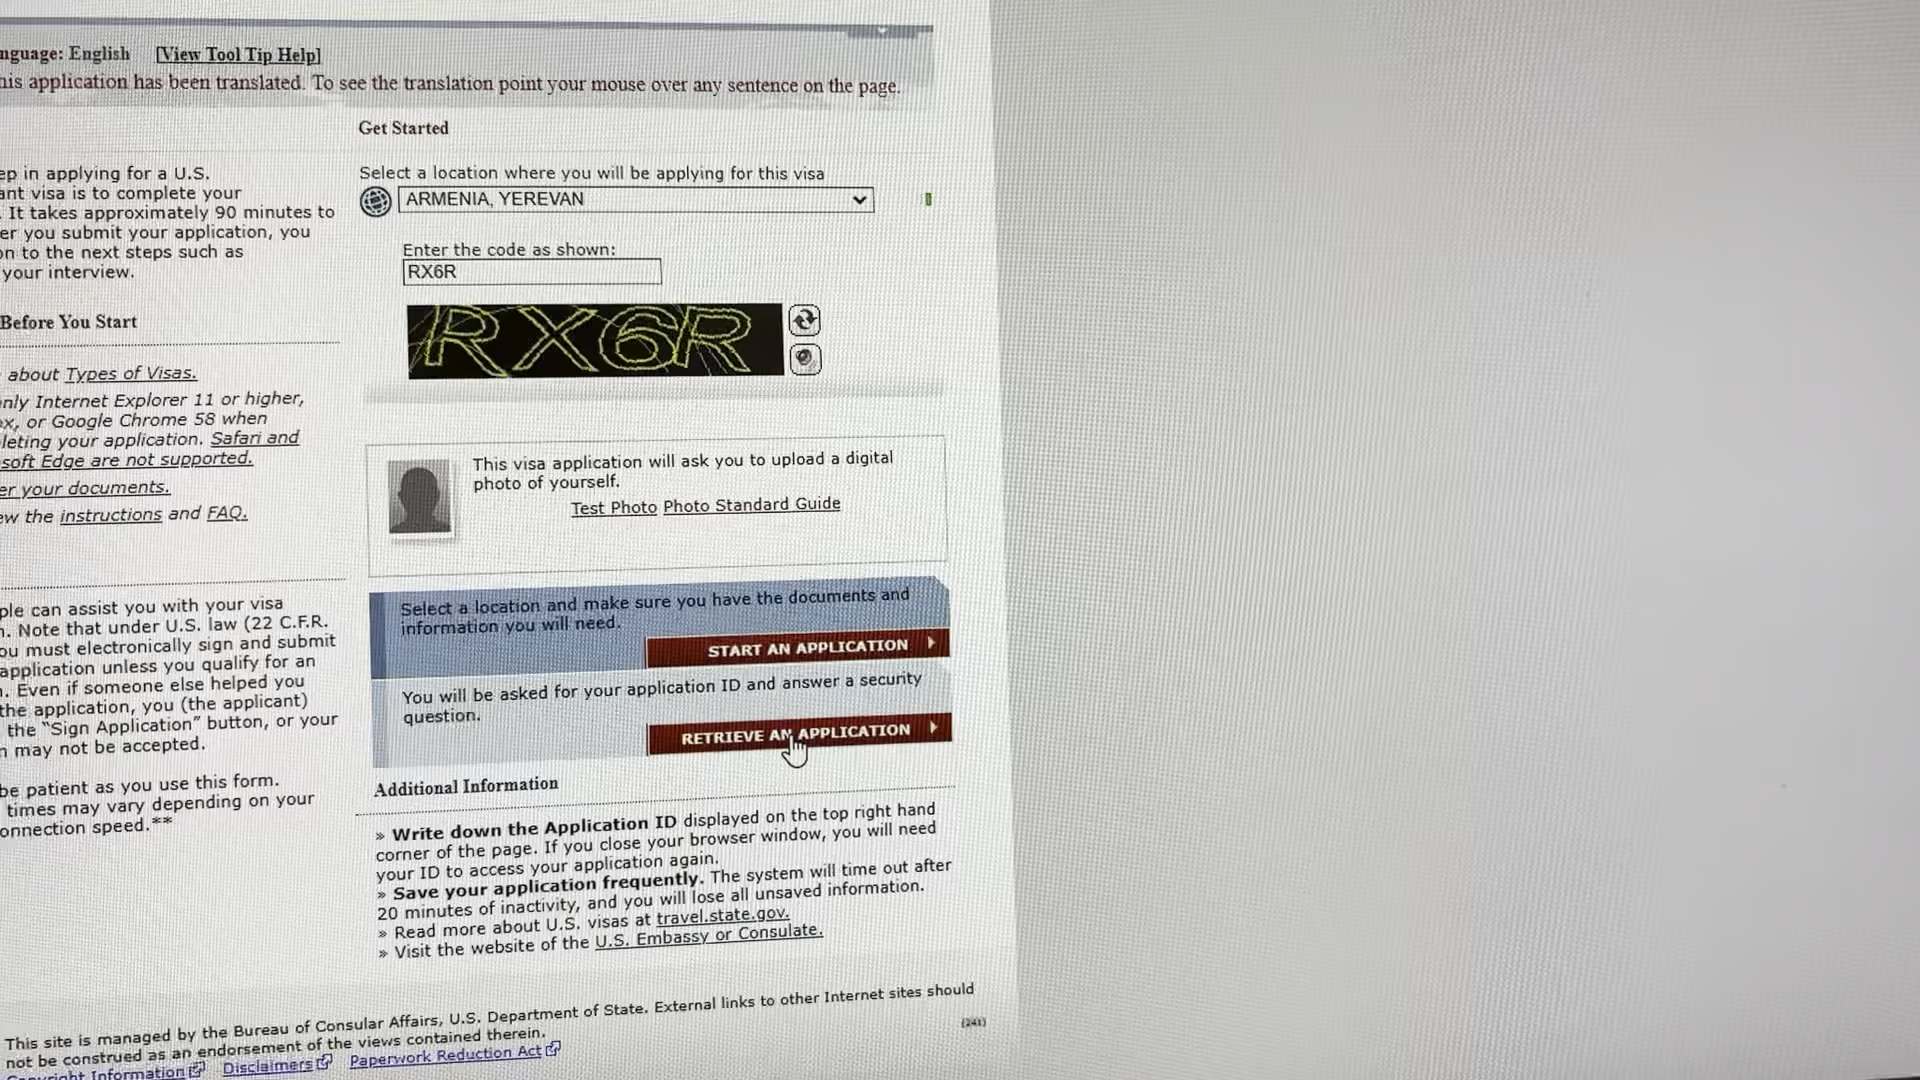 nguage: English [View Tool Tip Help]
his application has been translated. To see the translation point your mouse over any sentence on the page.
ep in applying for a U.S.
ant visa is to complete your
. It takes approximately 90 minutes to
er you submit your application, you
on to the next steps such as
your interview.
Before You Start
about Types of Visas.
nly Internet Explorer 11 or higher,
ox, or Google Chrome 58 when
leting your application. Safari and
soft Edge are not supported.
er your documents.
ew the instructions and FAQ.
ple can assist you with your visa
n. Note that under U.S. law (22 C.F.R.
ou must electronically sign and submit
application unless you qualify for an
n. Even if someone else helped you
the application, you (the applicant)
the “Sign Application” button, or your
n may not be accepted.
be patient as you use this form.
times may vary depending on your
onnection speed.**
Get Started
Select a location where you will be applying for this visa
ARMENIA, YEREVAN
Enter the code as shown:
RX6R
RX6R
This visa application will ask you to upload a digital
photo of yourself.
Test Photo Photo Standard Guide
Select a location and make sure you have the documents and
information you will need.
START AN APPLICATION
You will be asked for your application ID and answer a security
question.
RETRIEVE AN APPLICATION
Additional Information
» Write down the Application ID displayed on the top right hand
corner of the page. If you close your browser window, you will need
your ID to access your application again.
» Save your application frequently. The system will time out after
20 minutes of inactivity, and you will lose all unsaved information.
» Read more about U.S. visas at travel.state.gov.
» Visit the website of the U.S. Embassy or Consulate.
This site is managed by the Bureau of Consular Affairs, U.S. Department of State. External links to other Internet sites should
not be construed as an endorsement of the views contained therein.
(241)
Copyright Information Disclaimers Paperwork Reduction Act